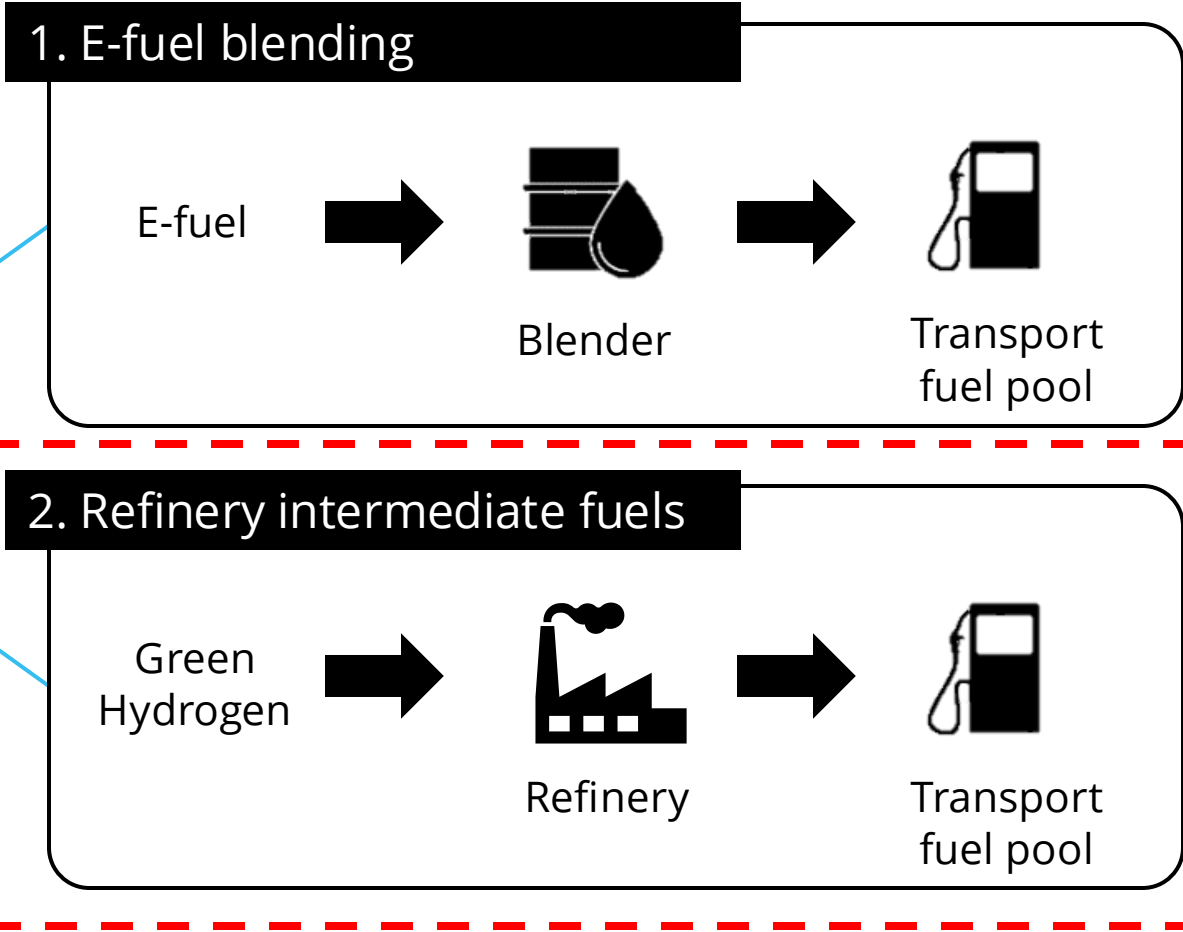 1. E-fuel blending
E-fuel
Blender
Transport
fuel pool
2. Refinery intermediate fuels
Green
Hydrogen
Refinery
Transport
fuel pool